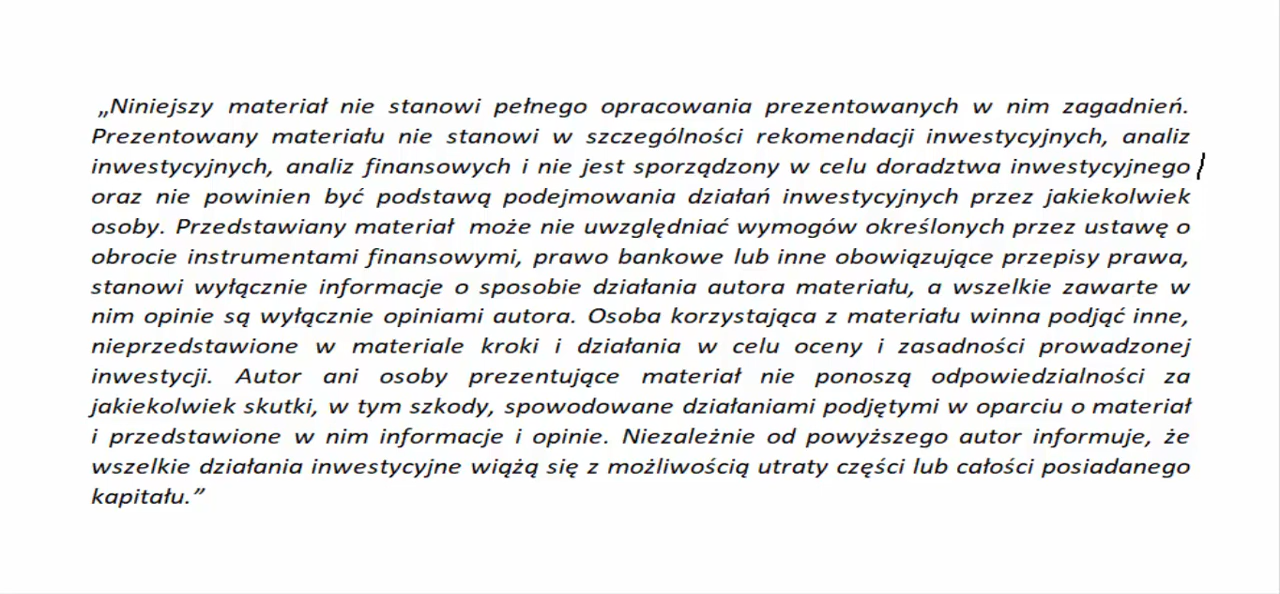 „Niniejszy materiał nie stanowi pełnego opracowania prezentowanych w nim zagadnień.
Prezentowany materiału nie stanowi w szczególności rekomendacji inwestycyjnych, analiz
inwestycyjnych, analiz finansowych i nie jest sporządzony w celu doradztwa inwestycyjnego
oraz nie powinien być podstawą podejmowania działań inwestycyjnych przez jakiekolwiek
osoby. Przedstawiany materiał może nie uwzględniać wymogów określonych przez ustawę o
obrocie instrumentami finansowymi, prawo bankowe lub inne obowiązujące przepisy prawa,
stanowi wyłącznie informacje o sposobie działania autora materiału, a wszelkie zawarte w
nim opinie są wyłącznie opiniami autora. Osoba korzystająca z materiału winna podjąć inne,
nieprzedstawione w materiale kroki i działania w celu oceny i zasadności prowadzonej
inwestycji. Autor ani osoby prezentujące materiał nie ponoszą odpowiedzialności za
jakiekolwiek skutki, w tym szkody, spowodowane działaniami podjętymi w oparciu o materiał
i przedstawione w nim informacje i opinie. Niezależnie od powyższego autor informuje, że
wszelkie działania inwestycyjne wiążą się z możliwością utraty części lub całości posiadanego
kapitału.”